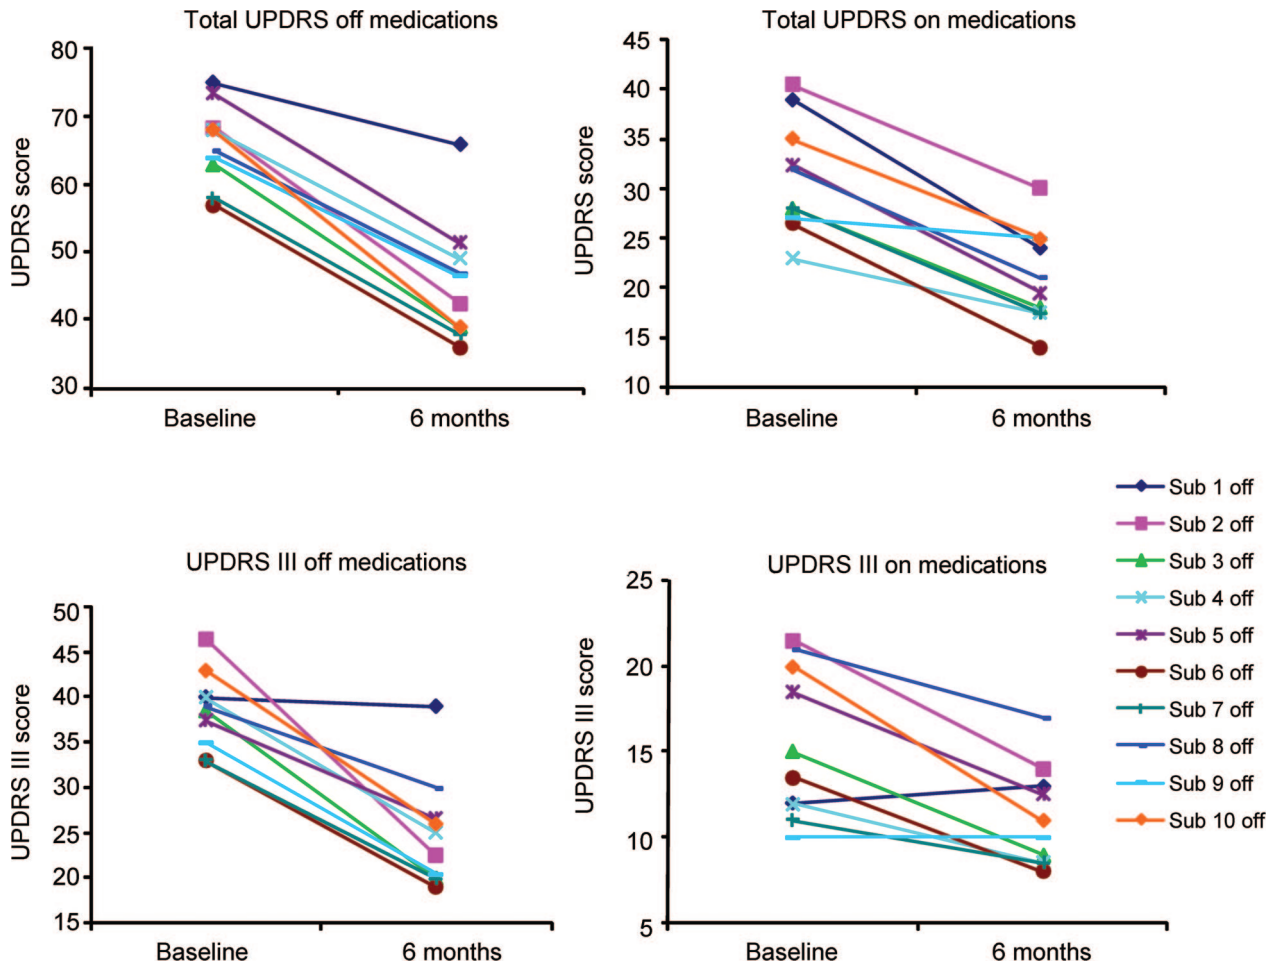 Total UPDRS off medications
UPDRS score
80
70
60
50
40
30
Baseline 6 months
Total UPDRS on medications
UPDRS score
45
40
35
30
25
20
15
10
Baseline 6 months
UPDRS III off medications
UPDRS III score
50
45
40
35
30
25
20
15
Baseline 6 months
UPDRS III on medications
UPDRS III score
25
20
15
10
5
Baseline 6 months
Sub 1 off
Sub 2 off
Sub 3 off
Sub 4 off
Sub 5 off
Sub 6 off
Sub 7 off
Sub 8 off
Sub 9 off
Sub 10 off